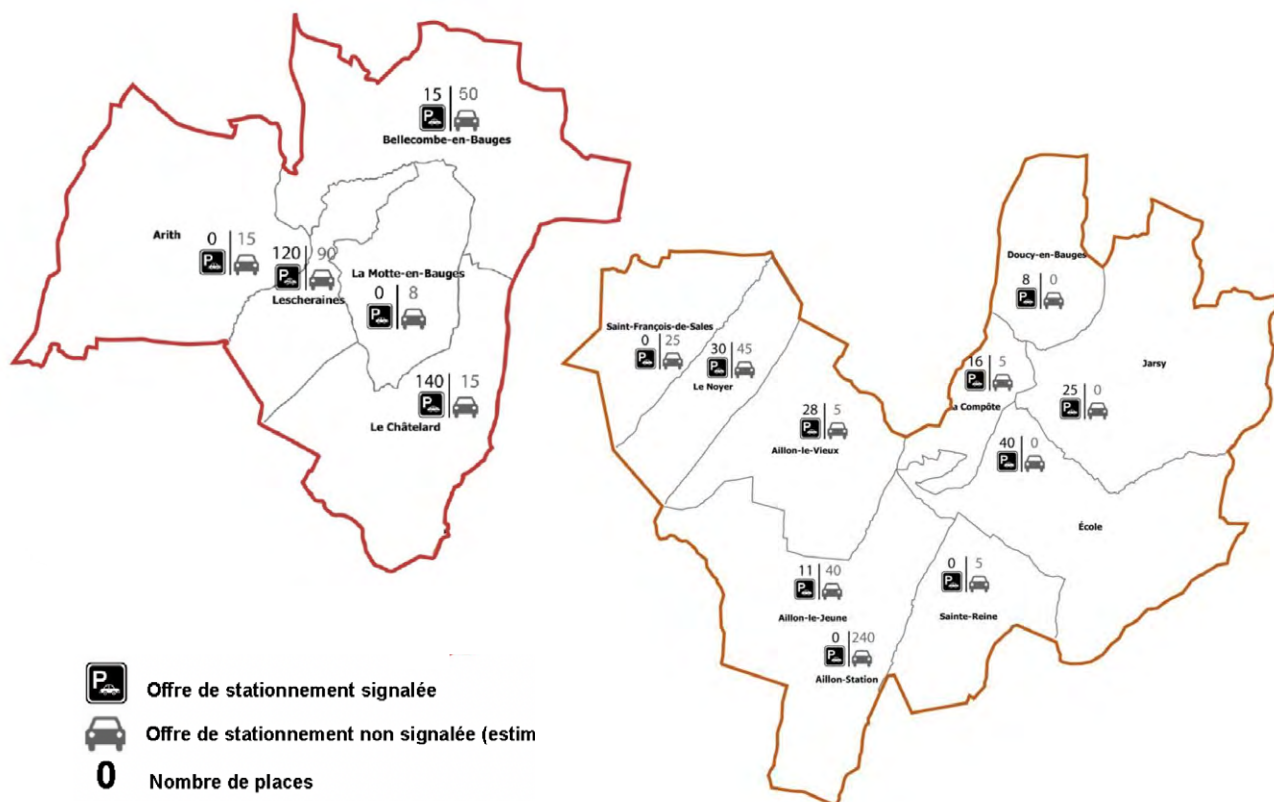 15 50
P
Bellecombe-en-Bauges
Arith
0 15
P
120 90
P
Lescheraines
La Motte-en-Bauges
0 8
P
140 15
P
Le Châtelard
Doucy-en-Bauges
8 0
P
Saint-François-de-Sales
0 25
P
30 45
P
Le Noyer
16 5
P
a Compôte
Jarsy
25 0
P
28 5
P
Aillon-le-Vieux
40 0
P
École
11 40
P
Aillon-le-Jeune
0 5
P
Sainte-Reine
0 240
P
Aillon-Station
P Offre de stationnement signalée
Offre de stationnement non signalée (estim
0 Nombre de places